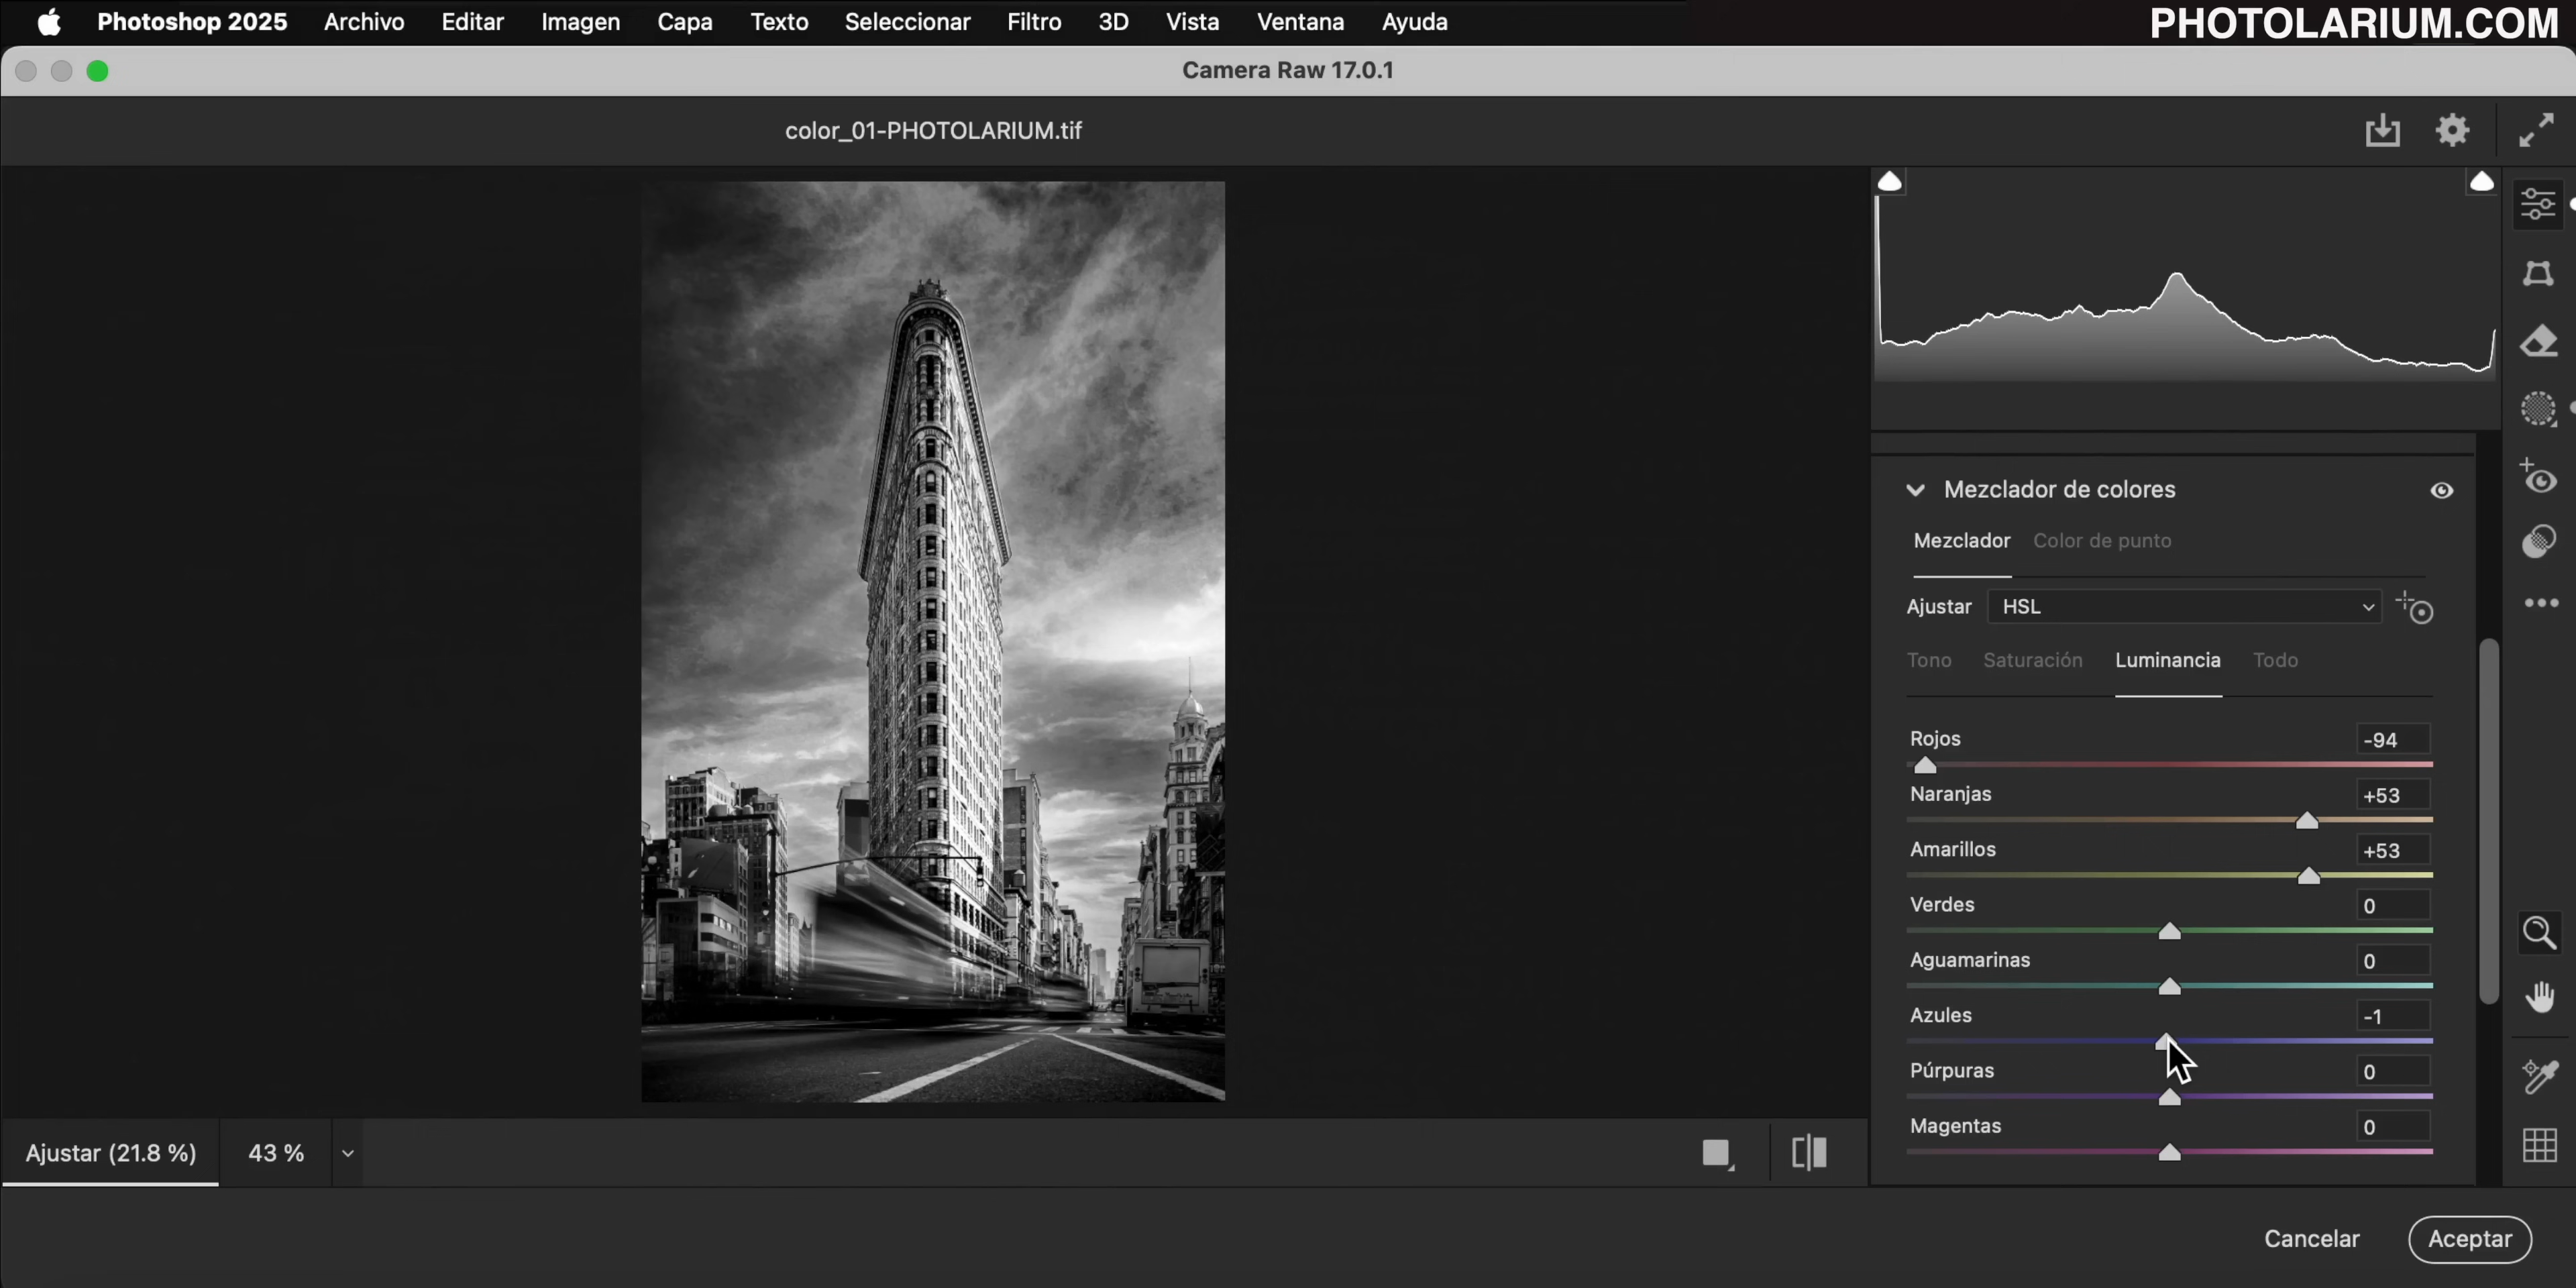 Photoshop 2025 Archivo Editar Imagen Capa Texto Seleccionar Filtro 3D Vista Ventana Ayuda
PHOTOLARIUM.COM
Camera Raw 17.0.1
color_01-PHOTOLARIUM.tif
Mezclador de colores
Mezclador Color de punto
Ajustar HSL
Tono Saturación Luminancia Todo
Rojos -94
Naranjas +53
Amarillos +53
Verdes 0
Aguamarinas 0
Azules -1
Púrpuras 0
Magentas 0
Ajustar (21.8 %) 43 %
Cancelar Aceptar